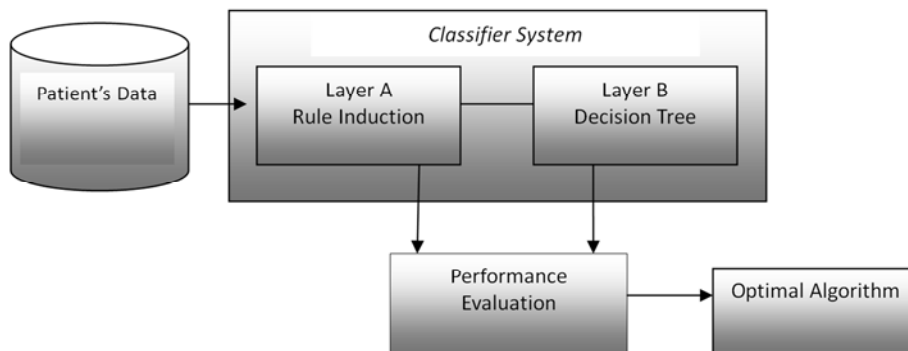 Classifier System
Patient's Data
Layer A
Rule Induction
Layer B
Decision Tree
Performance
Evaluation
Optimal Algorithm